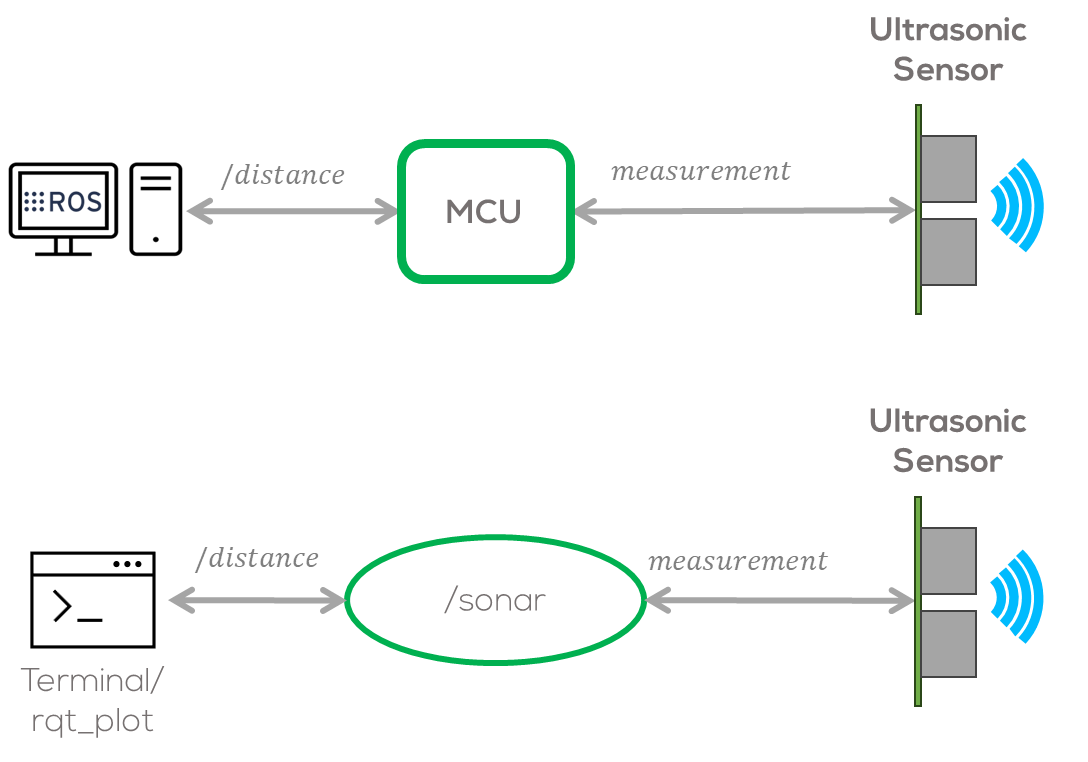 Ultrasonic
Sensor
/distance
measurement
ROS
MCU
Ultrasonic
Sensor
/distance
measurement
/sonar
>_
Terminal/
rqt_plot